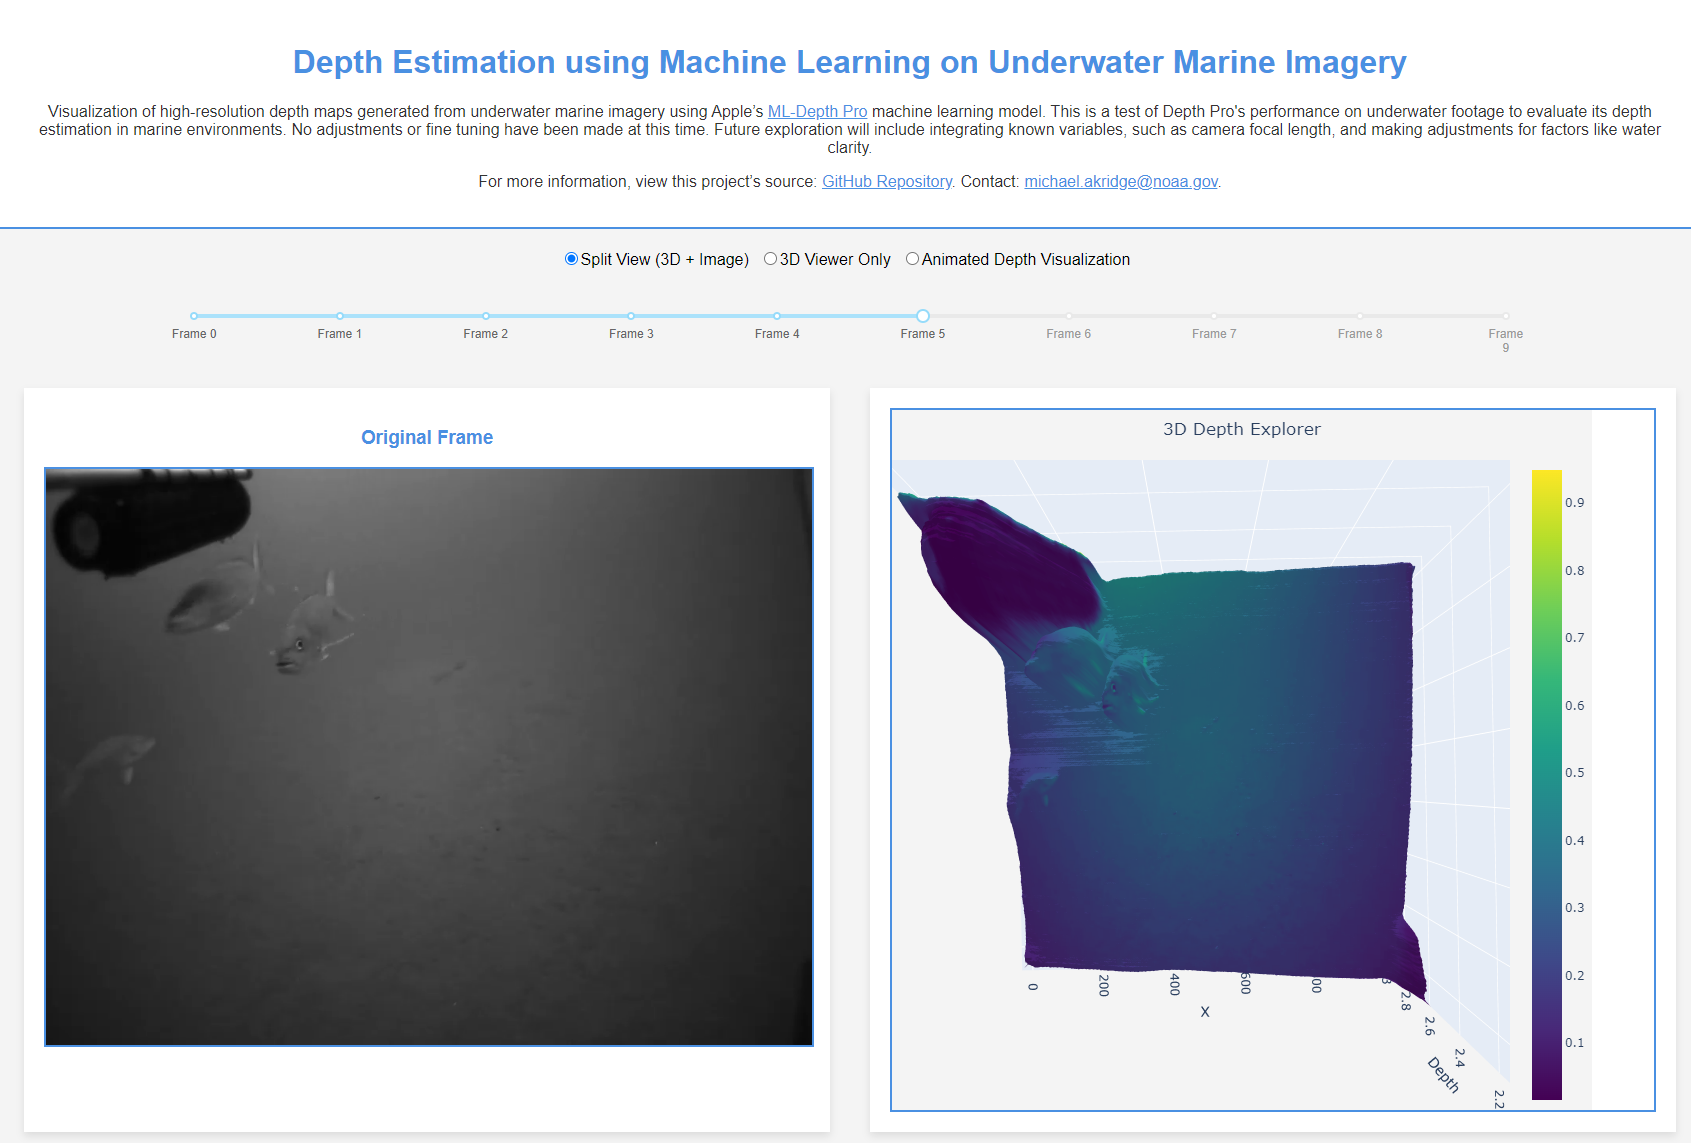 Depth Estimation using Machine Learning on Underwater Marine Imagery
Visualization of high-resolution depth maps generated from underwater marine imagery using Apple’s ML-Depth Pro machine learning model. This is a test of Depth Pro's performance on underwater footage to evaluate its depth
estimation in marine environments. No adjustments or fine tuning have been made at this time. Future exploration will include integrating known variables, such as camera focal length, and making adjustments for factors like water
clarity.
For more information, view this project’s source: GitHub Repository. Contact: michael.akridge@noaa.gov.
Split View (3D + Image) 3D Viewer Only Animated Depth Visualization
Frame 0 Frame 1 Frame 2 Frame 3 Frame 4 Frame 5 Frame 6 Frame 7 Frame 8 Frame
9
Original Frame
3D Depth Explorer
0.9
0.8
0.7
0.6
0.5
0.4
0.3
0.2
0.1
0
200
400
600
X
2.8
2.6
2.4
2.2
Depth